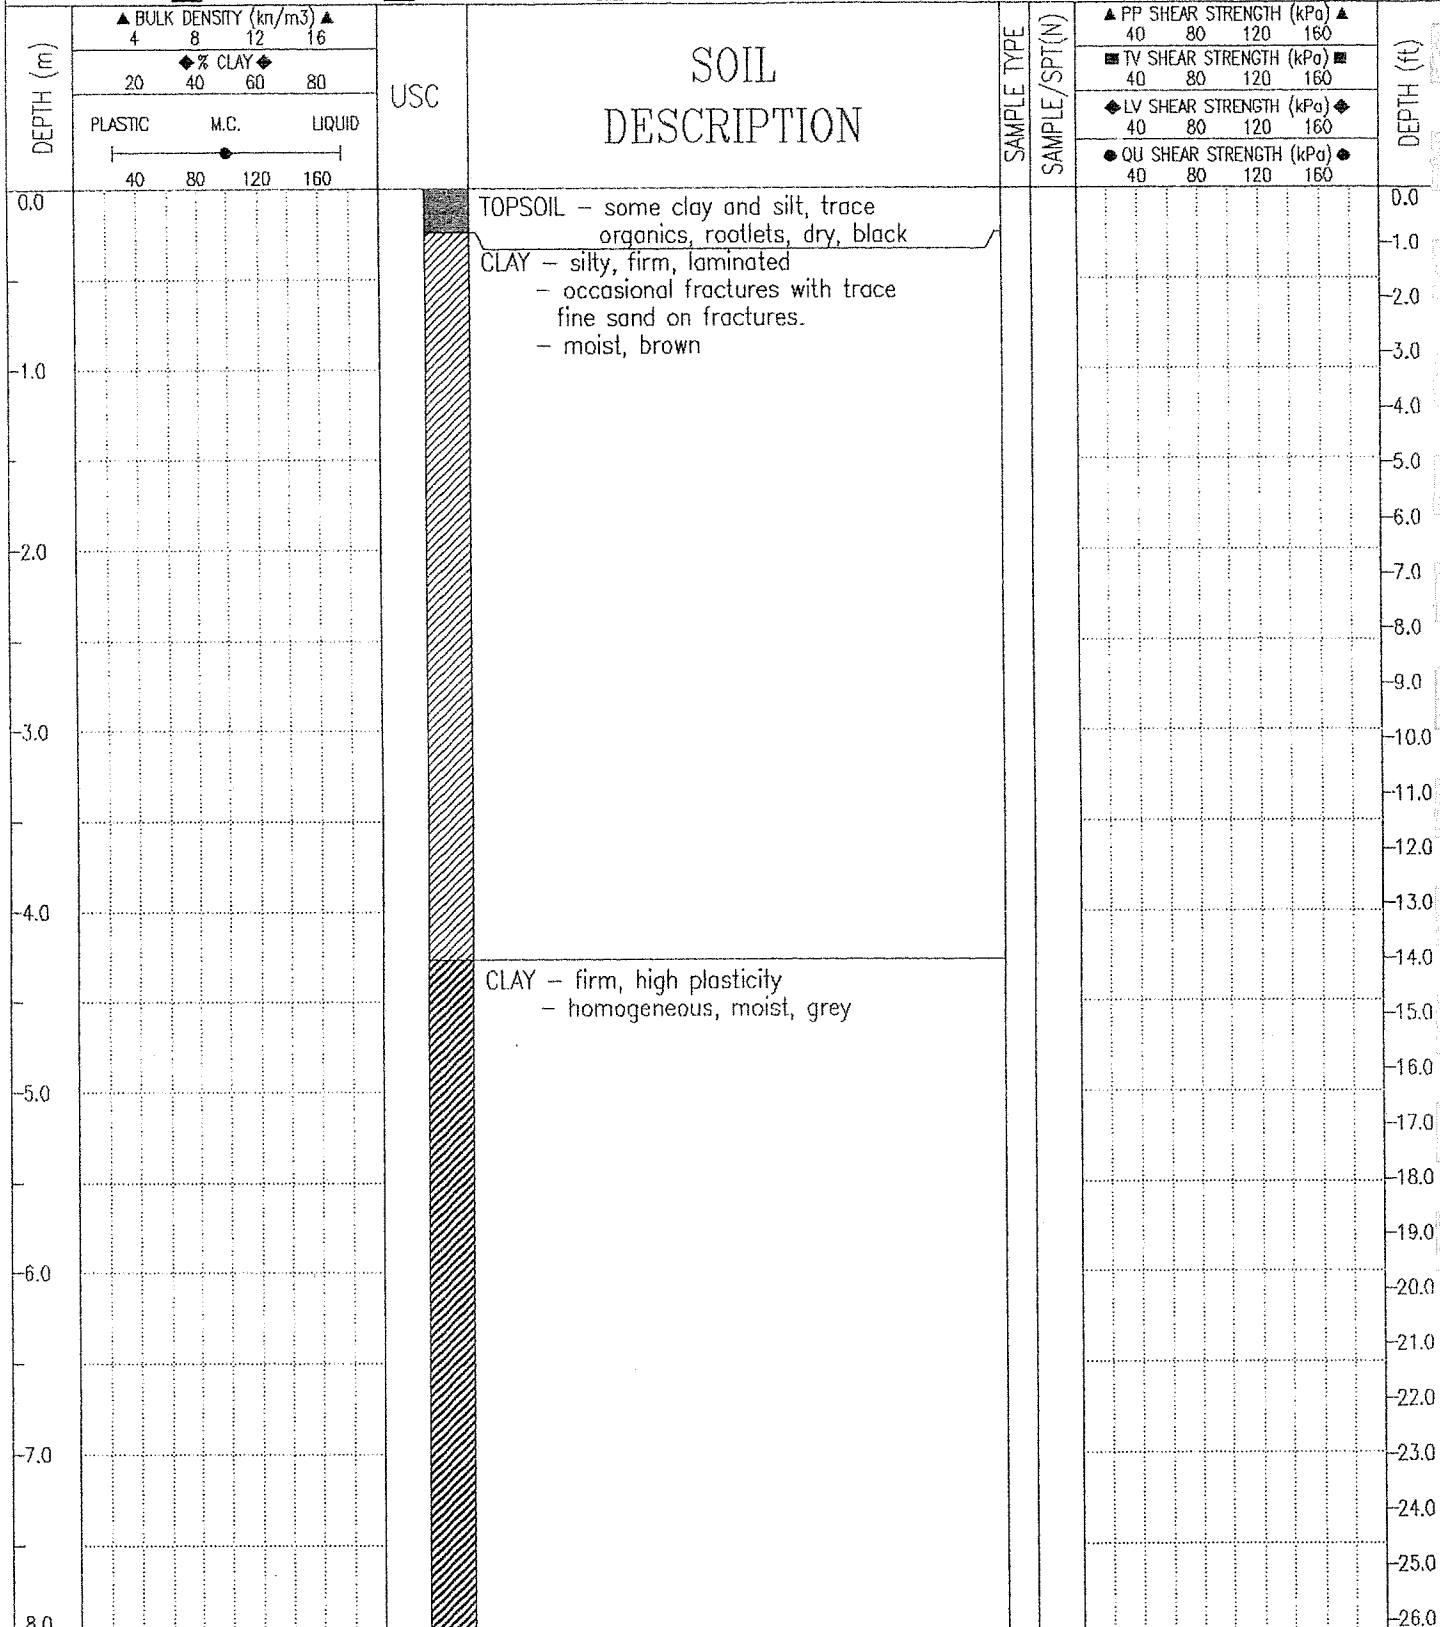 DEPTH (m)
▲ BULK DENSITY (kn/m3) ▲
4 8 12 16
◆ % CLAY ◆
20 40 60 80
PLASTIC M.C. LIQUID
40 80 120 160
USC
SOIL
DESCRIPTION
SAMPLE TYPE
SAMPLE/SPT(N)
▲ PP SHEAR STRENGTH (kPa) ▲
40 80 120 160
■ TV SHEAR STRENGTH (kPa) ■
40 80 120 160
◆ LV SHEAR STRENGTH (kPa) ◆
40 80 120 160
● QU SHEAR STRENGTH (kPa) ●
40 80 120 160
DEPTH (ft)
0.0
1.0
2.0
3.0
4.0
5.0
6.0
7.0
8.0
TOPSOIL – some clay and silt, trace
organics, rootlets, dry, black
CLAY – silty, firm, laminated
– occasional fractures with trace
fine sand on fractures.
– moist, brown
CLAY – firm, high plasticity
– homogeneous, moist, grey
0.0
1.0
2.0
3.0
4.0
5.0
6.0
7.0
8.0
9.0
10.0
11.0
12.0
13.0
14.0
15.0
16.0
17.0
18.0
19.0
20.0
21.0
22.0
23.0
24.0
25.0
26.0